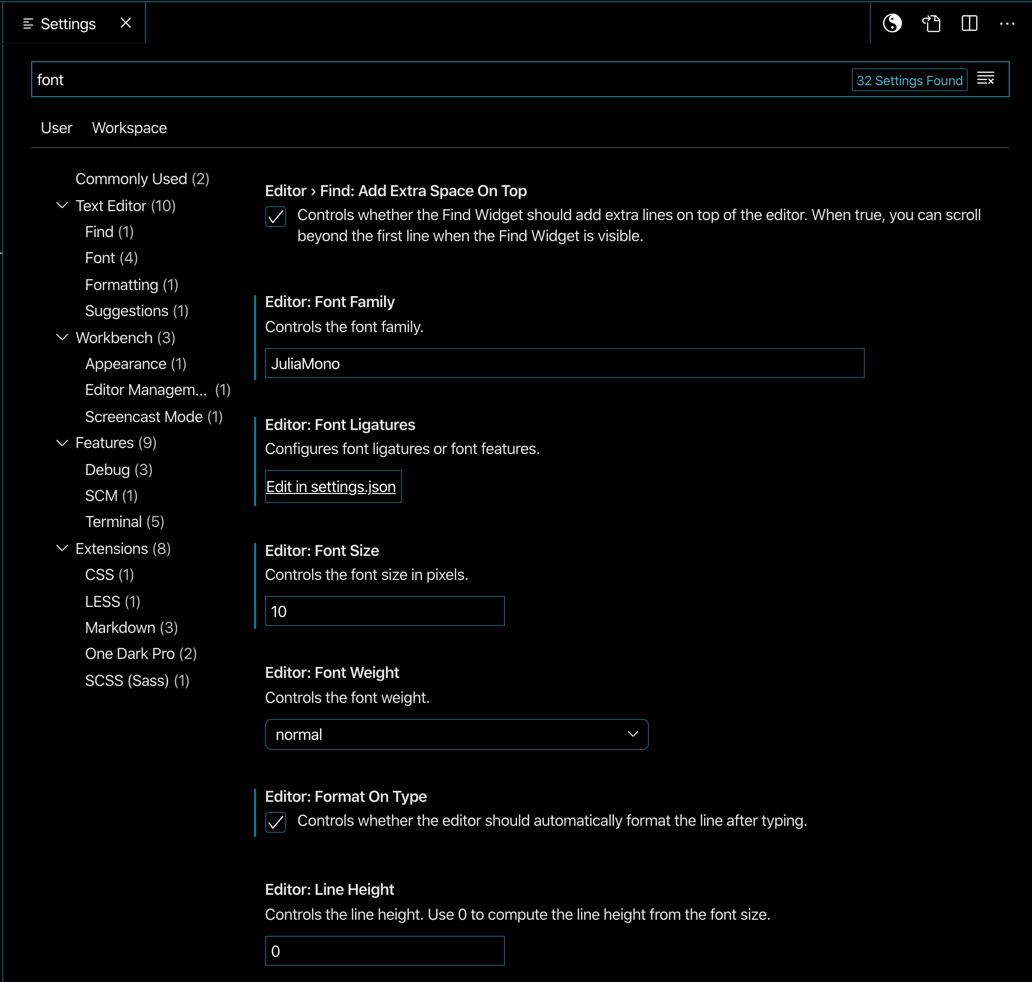 Settings
font
32 Settings Found
User Workspace
Commonly Used (2)
Text Editor (10)
Find (1)
Font (4)
Formatting (1)
Suggestions (1)
Workbench (3)
Appearance (1)
Editor Managem... (1)
Screencast Mode (1)
Features (9)
Debug (3)
SCM (1)
Terminal (5)
Extensions (8)
CSS (1)
LESS (1)
Markdown (3)
One Dark Pro (2)
SCSS (Sass) (1)
Editor › Find: Add Extra Space On Top
Controls whether the Find Widget should add extra lines on top of the editor. When true, you can scroll
beyond the first line when the Find Widget is visible.
Editor: Font Family
Controls the font family.
JuliaMono
Editor: Font Ligatures
Configures font ligatures or font features.
Edit in settings.json
Editor: Font Size
Controls the font size in pixels.
10
Editor: Font Weight
Controls the font weight.
normal
Editor: Format On Type
Controls whether the editor should automatically format the line after typing.
Editor: Line Height
Controls the line height. Use 0 to compute the line height from the font size.
0